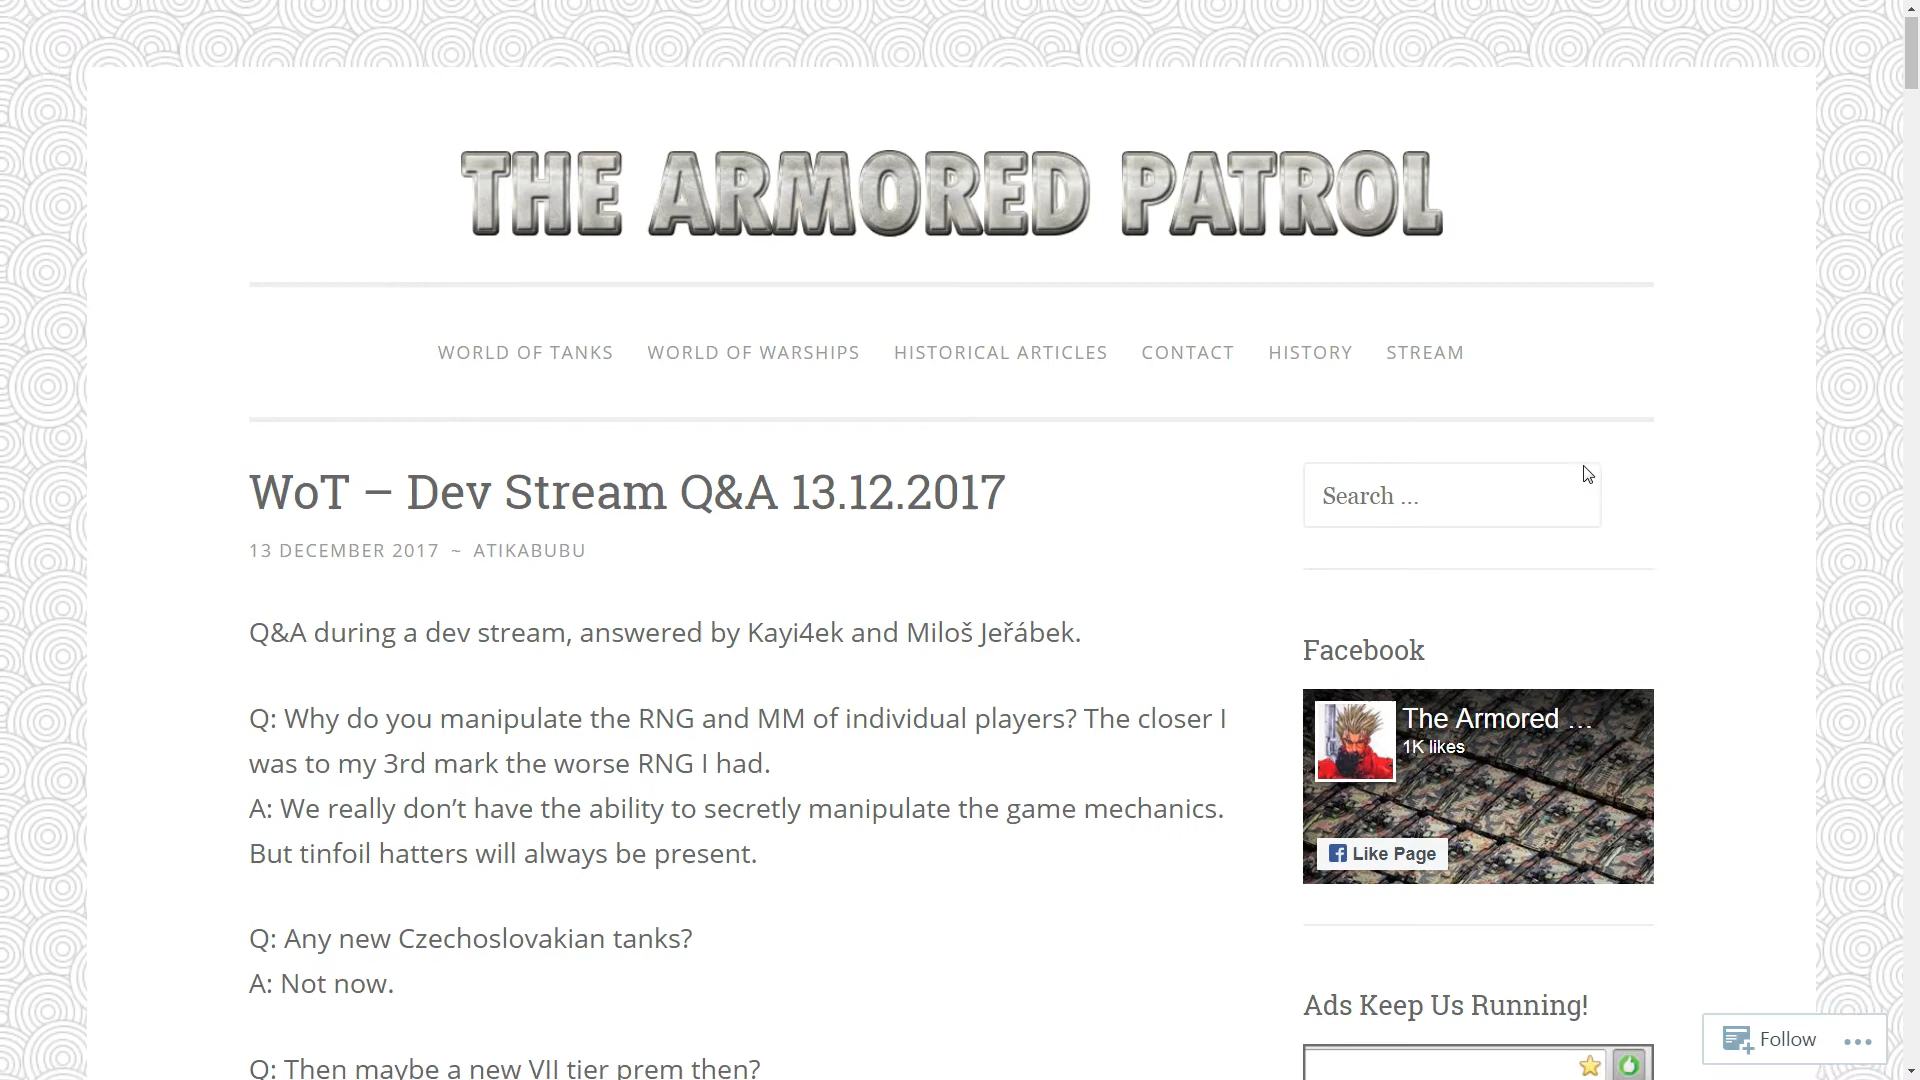 THE ARMORED PATROL
WORLD OF TANKS WORLD OF WARSHIPS HISTORICAL ARTICLES CONTACT HISTORY STREAM
WoT – Dev Stream Q&A 13.12.2017
13 DECEMBER 2017 ~ ATIKABUBU
Q&A during a dev stream, answered by Kayi4ek and Miloš Jeřábek.
Q: Why do you manipulate the RNG and MM of individual players? The closer I
was to my 3rd mark the worse RNG I had.
A: We really don’t have the ability to secretly manipulate the game mechanics.
But tinfoil hatters will always be present.
Q: Any new Czechoslovakian tanks?
A: Not now.
Q: Then maybe a new VII tier prem then?
Search ...
Facebook
The Armored ...
1K likes
Like Page
Ads Keep Us Running!
Follow